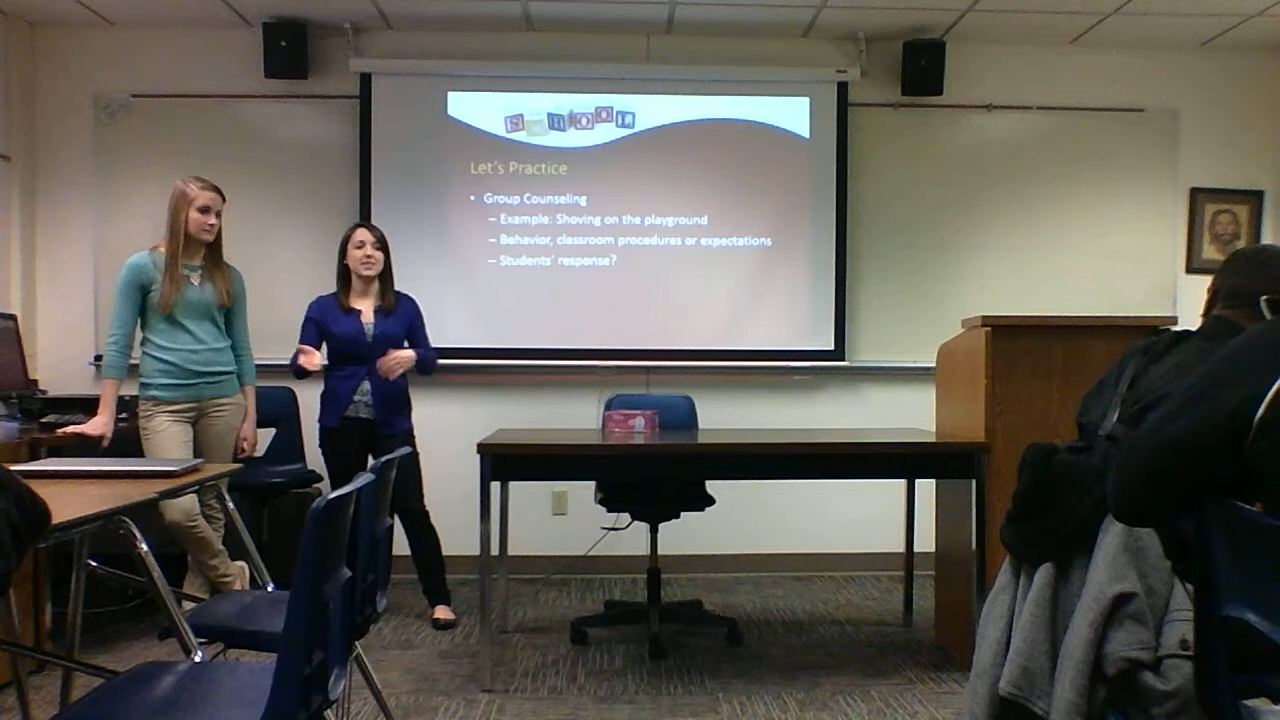 SCHOOL
Let's Practice
• Group Counseling
– Example: Shoving on the playground
– Behavior, classroom procedures or expectations
– Students' response?